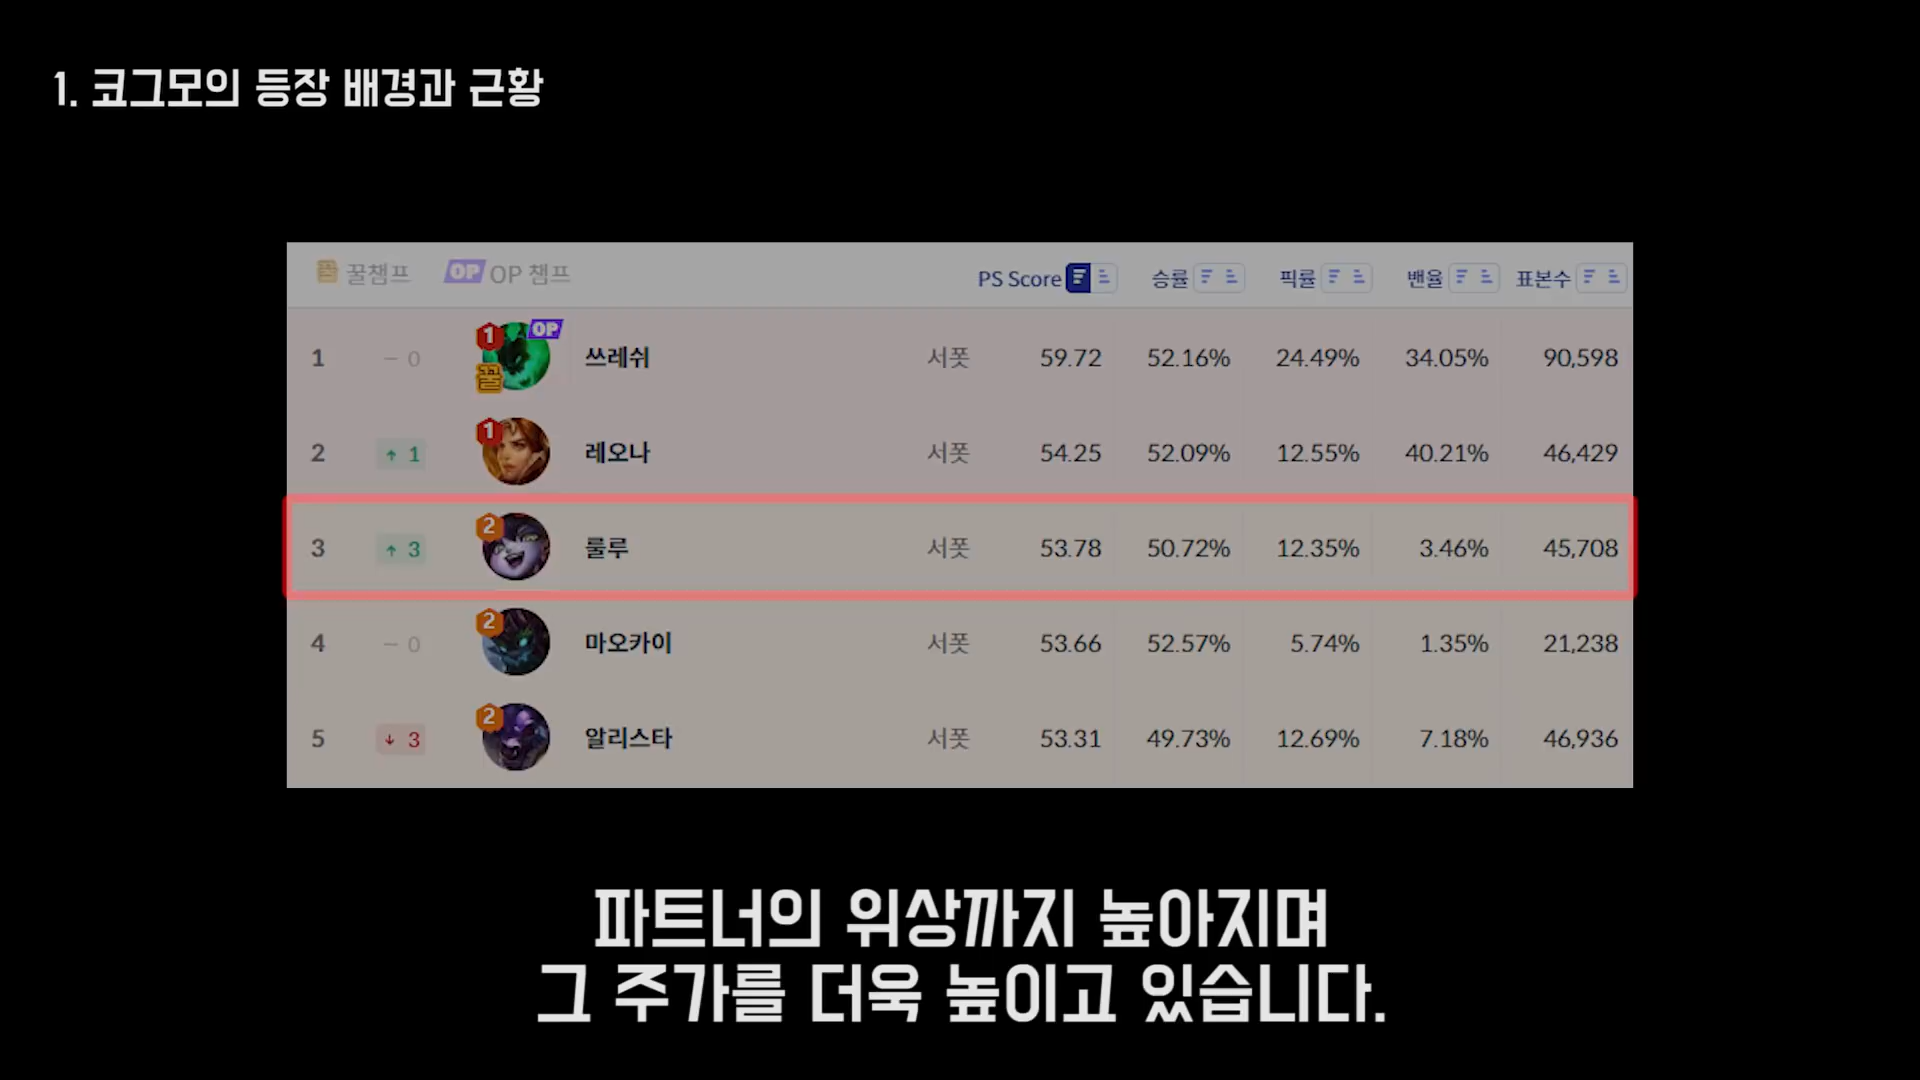 1. 코그모의 등장 배경과 근황
꿀 꿀챔프 OP OP 챔프 PS Score 승률 픽률 밴율 표본수
1 – 0 1 OP 꿀 쓰레쉬 서폿 59.72 52.16% 24.49% 34.05% 90,598
2 ↑ 1 1 레오나 서폿 54.25 52.09% 12.55% 40.21% 46,429
3 ↑ 3 2 룰루 서폿 53.78 50.72% 12.35% 3.46% 45,708
4 – 0 2 마오카이 서폿 53.66 52.57% 5.74% 1.35% 21,238
5 ↓ 3 2 알리스타 서폿 53.31 49.73% 12.69% 7.18% 46,936
파트너의 위상까지 높아지며
그 주가를 더욱 높이고 있습니다.